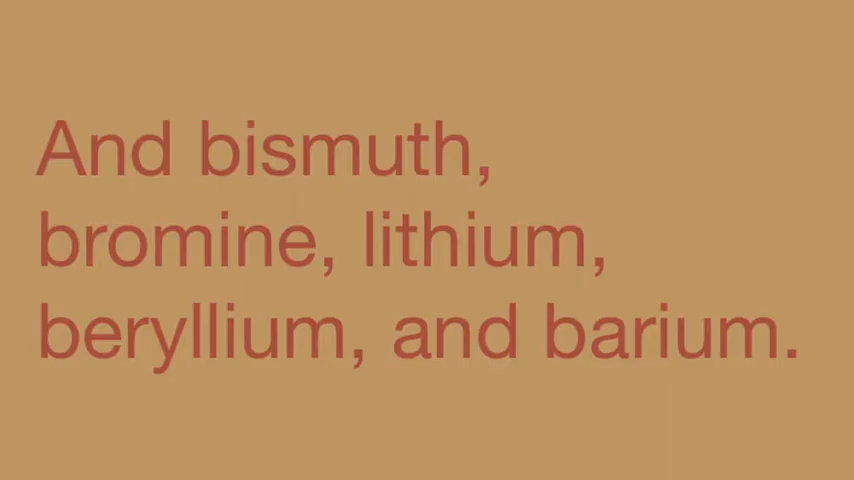 And bismuth,
bromine, lithium,
beryllium, and barium.